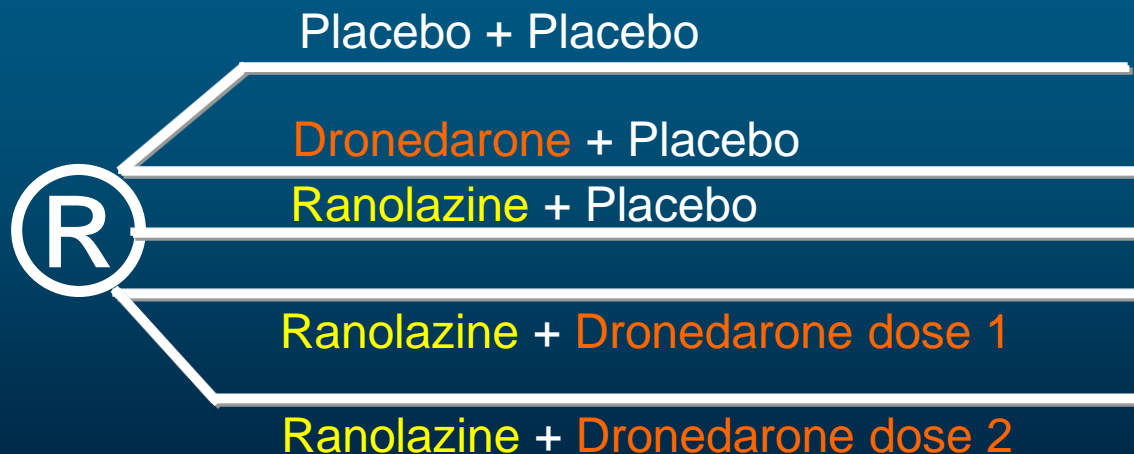 Placebo + Placebo
Dronedarone + Placebo
Ranolazine + Placebo
R
Ranolazine + Dronedarone dose 1
Ranolazine + Dronedarone dose 2